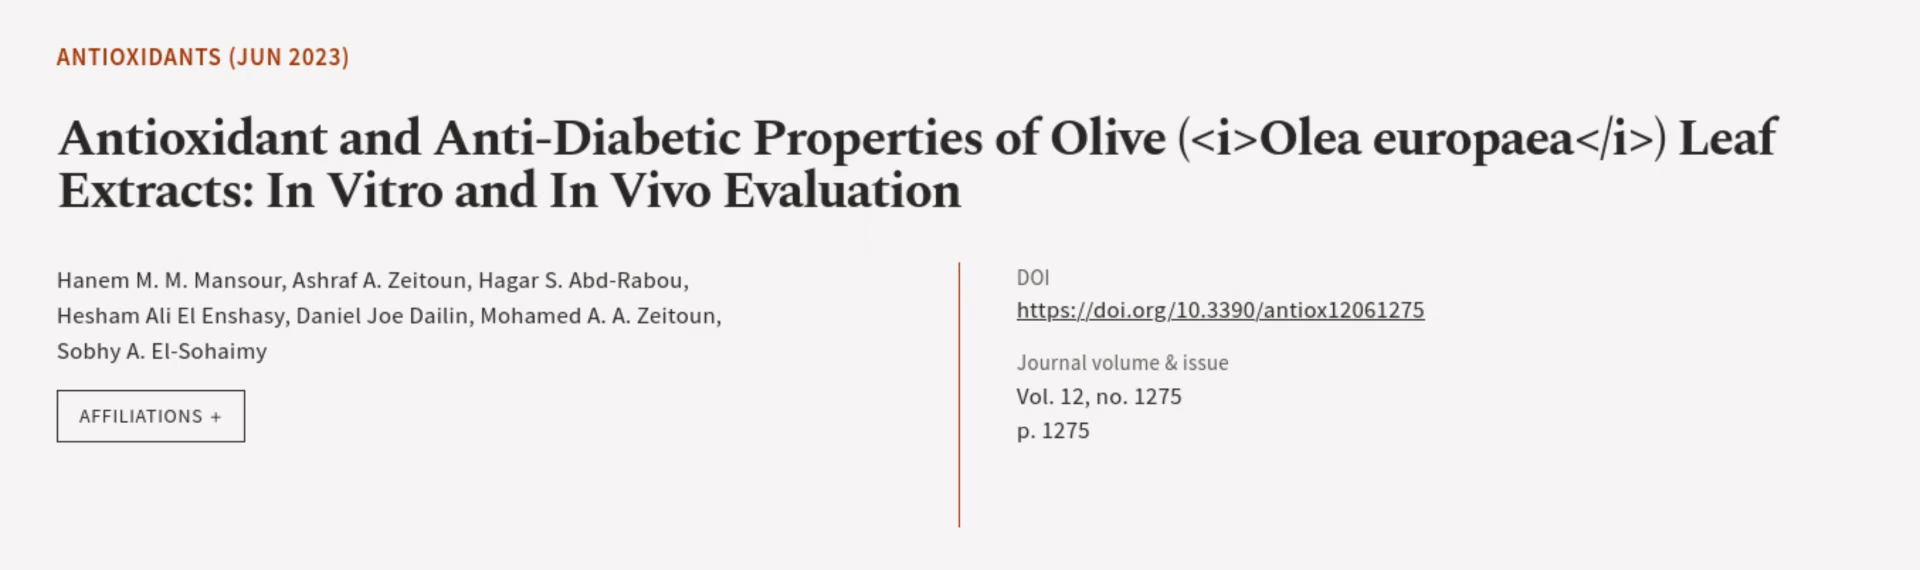 ANTIOXIDANTS (JUN 2023)
Antioxidant and Anti-Diabetic Properties of Olive (<i>Olea europaea</i>) Leaf
Extracts: In Vitro and In Vivo Evaluation
Hanem M. M. Mansour, Ashraf A. Zeitoun, Hagar S. Abd-Rabou,
Hesham Ali El Enshasy, Daniel Joe Dailin, Mohamed A. A. Zeitoun,
Sobhy A. El-Sohaimy
AFFILIATIONS +
DOI
https://doi.org/10.3390/antiox12061275
Journal volume & issue
Vol. 12, no. 1275
p. 1275